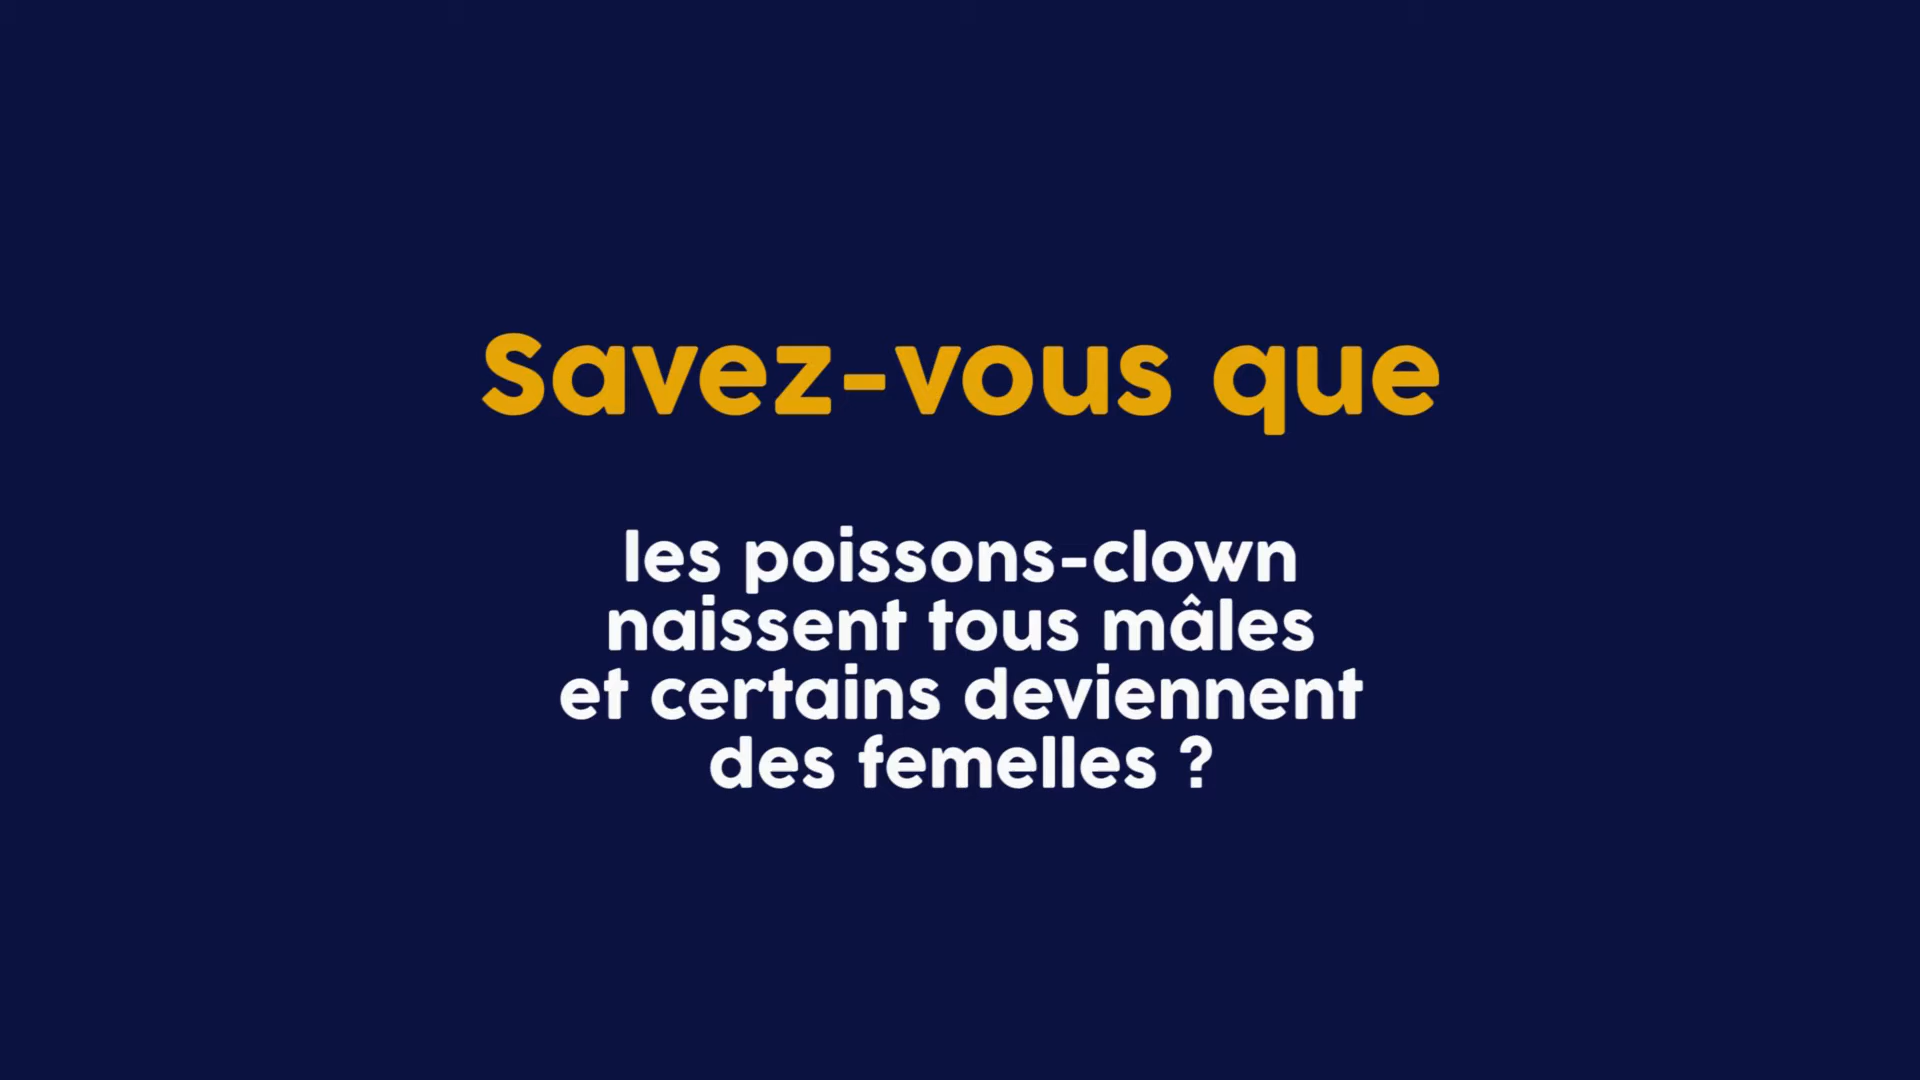 Savez-vous que
les poissons-clown
naissent tous mâles
et certains deviennent
des femelles ?